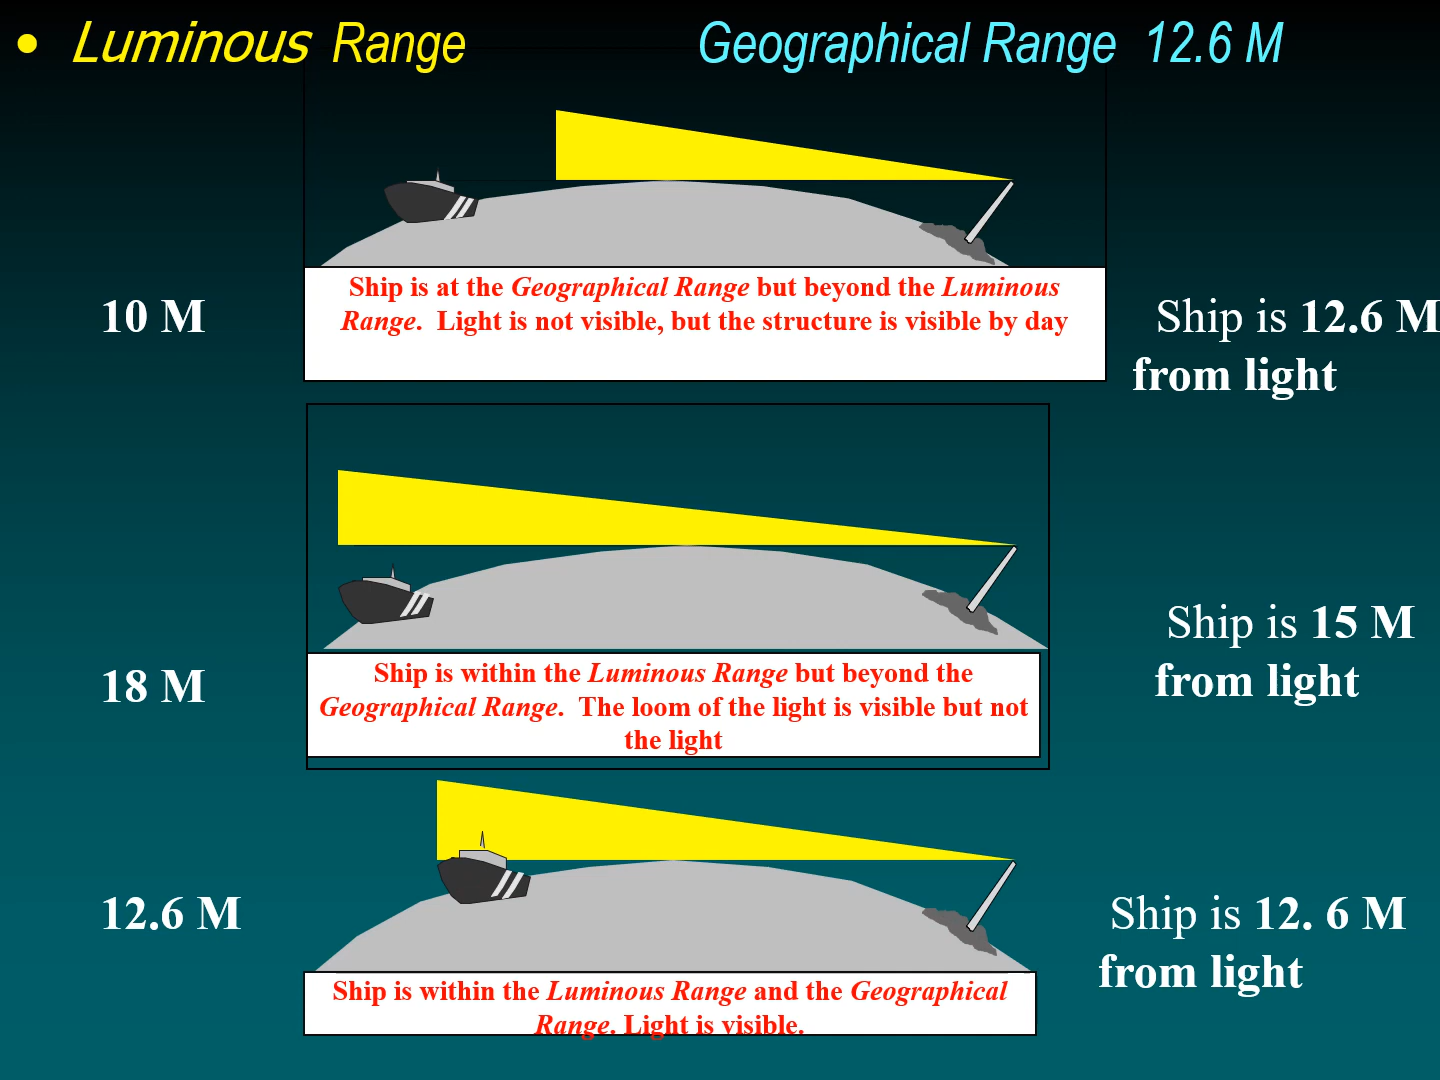 • Luminous Range
Geographical Range 12.6 M
10 M
Ship is at the Geographical Range but beyond the Luminous
Range. Light is not visible, but the structure is visible by day
Ship is 12.6 M
from light
18 M
Ship is within the Luminous Range but beyond the
Geographical Range. The loom of the light is visible but not
the light
Ship is 15 M
from light
12.6 M
Ship is within the Luminous Range and the Geographical
Range. Light is visible.
Ship is 12. 6 M
from light